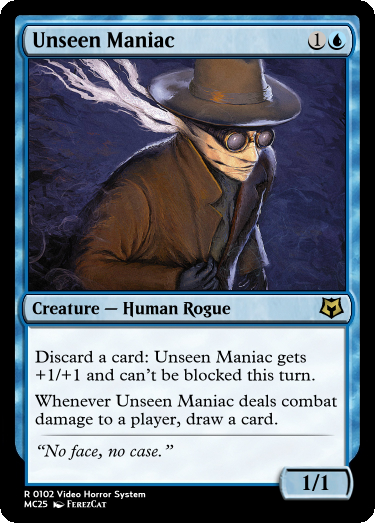 Unseen Maniac 1
Creature — Human Rogue
Discard a card: Unseen Maniac gets
+1/+1 and can't be blocked this turn.
Whenever Unseen Maniac deals combat
damage to a player, draw a card.
“No face, no case.”
1/1
R 0102 Video Horror System
MC25 FerezCat